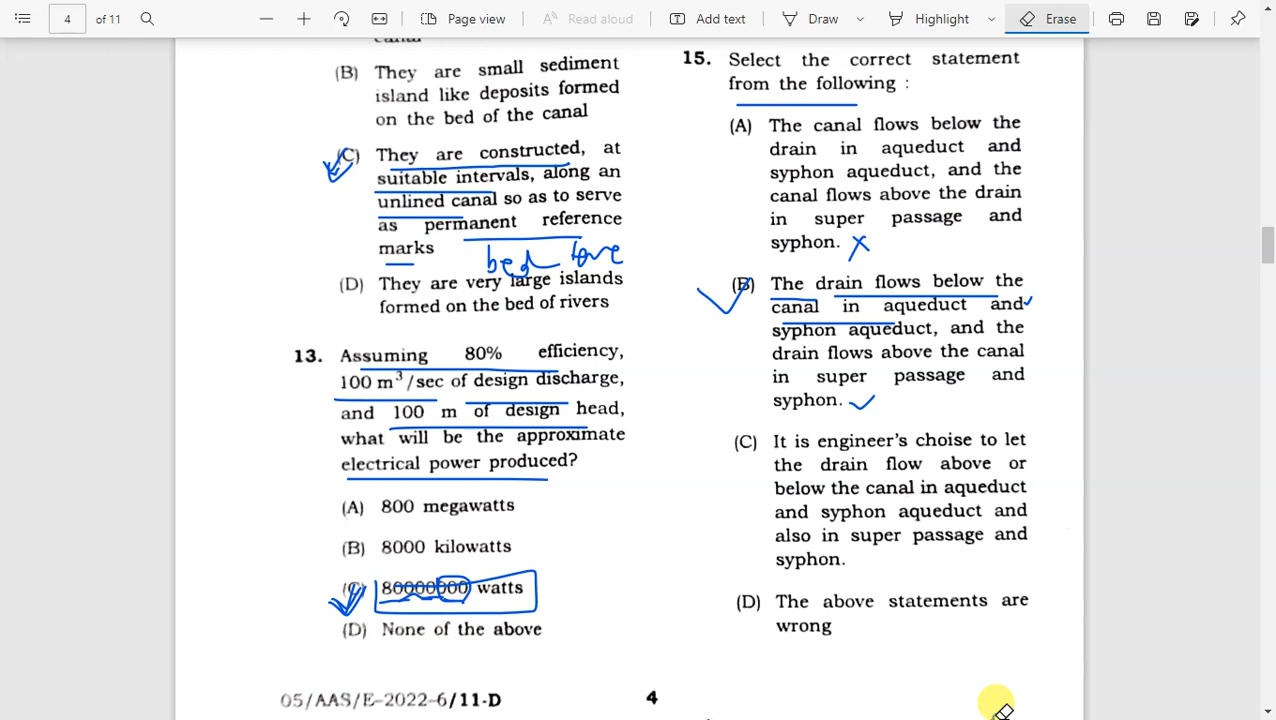 4
of 11
Page view
Read aloud
Add text
Draw
Highlight
Erase
canal
(B) They are small sediment
island like deposits formed
on the bed of the canal
(C) They are constructed, at
suitable intervals, along an
unlined canal so as to serve
as permanent reference
marks
bed
(D) They are very large islands
formed on the bed of rivers
13. Assuming 80% efficiency,
100 m³/sec of design discharge,
and 100 m of design head,
what will be the approximate
electrical power produced?
(A) 800 megawatts
(B) 8000 kilowatts
(C) 80000000 watts
(D) None of the above
15. Select the correct statement
from the following :
(A) The canal flows below the
drain in aqueduct and
syphon aqueduct, and the
canal flows above the drain
in super passage and
syphon.
(B) The drain flows below the
canal in aqueduct and
syphon aqueduct, and the
drain flows above the canal
in super passage and
syphon.
(C) It is engineer's choise to let
the drain flow above or
below the canal in aqueduct
and syphon aqueduct and
also in super passage and
syphon.
(D) The above statements are
wrong
05/AAS/E-2022-6/11-D
4